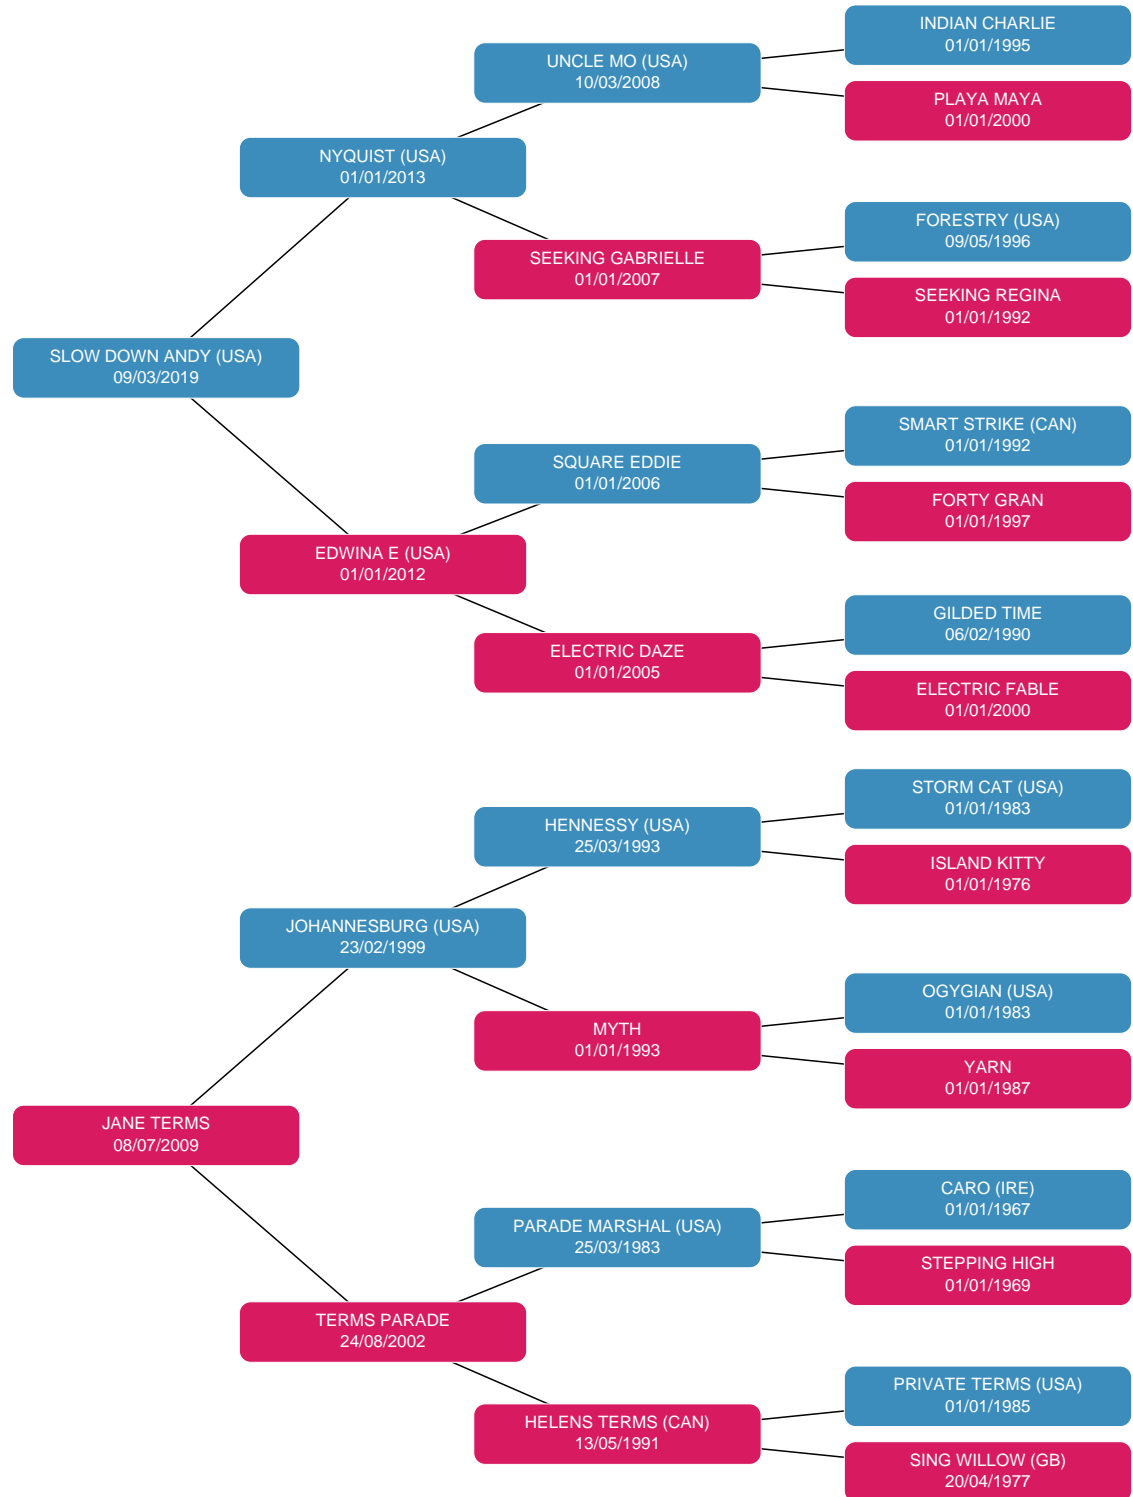 INDIAN CHARLIE
01/01/1995
UNCLE MO (USA)
10/03/2008
PLAYA MAYA
01/01/2000
NYQUIST (USA)
01/01/2013
FORESTRY (USA)
09/05/1996
SEEKING GABRIELLE
01/01/2007
SEEKING REGINA
01/01/1992
SLOW DOWN ANDY (USA)
09/03/2019
SMART STRIKE (CAN)
01/01/1992
SQUARE EDDIE
01/01/2006
FORTY GRAN
01/01/1997
EDWINA E (USA)
01/01/2012
GILDED TIME
06/02/1990
ELECTRIC DAZE
01/01/2005
ELECTRIC FABLE
01/01/2000
STORM CAT (USA)
01/01/1983
HENNESSY (USA)
25/03/1993
ISLAND KITTY
01/01/1976
JOHANNESBURG (USA)
23/02/1999
OGYGIAN (USA)
01/01/1983
MYTH
01/01/1993
YARN
01/01/1987
JANE TERMS
08/07/2009
CARO (IRE)
01/01/1967
PARADE MARSHAL (USA)
25/03/1983
STEPPING HIGH
01/01/1969
TERMS PARADE
24/08/2002
PRIVATE TERMS (USA)
01/01/1985
HELENS TERMS (CAN)
13/05/1991
SING WILLOW (GB)
20/04/1977